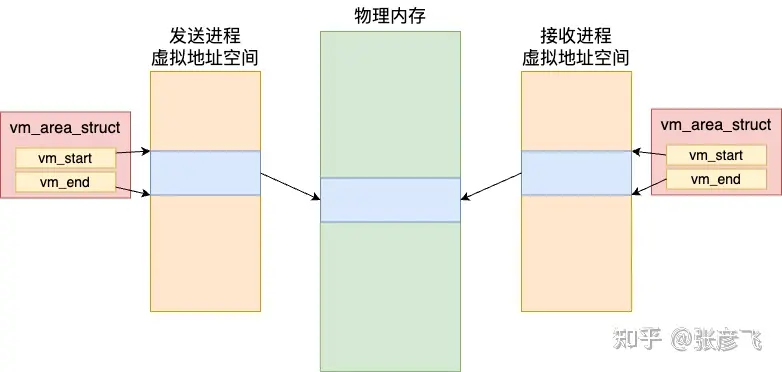 发送进程
虚拟地址空间
物理内存
接收进程
虚拟地址空间
vm_area_struct
vm_start
vm_end
vm_area_struct
vm_start
vm_end
知乎 @张彦飞